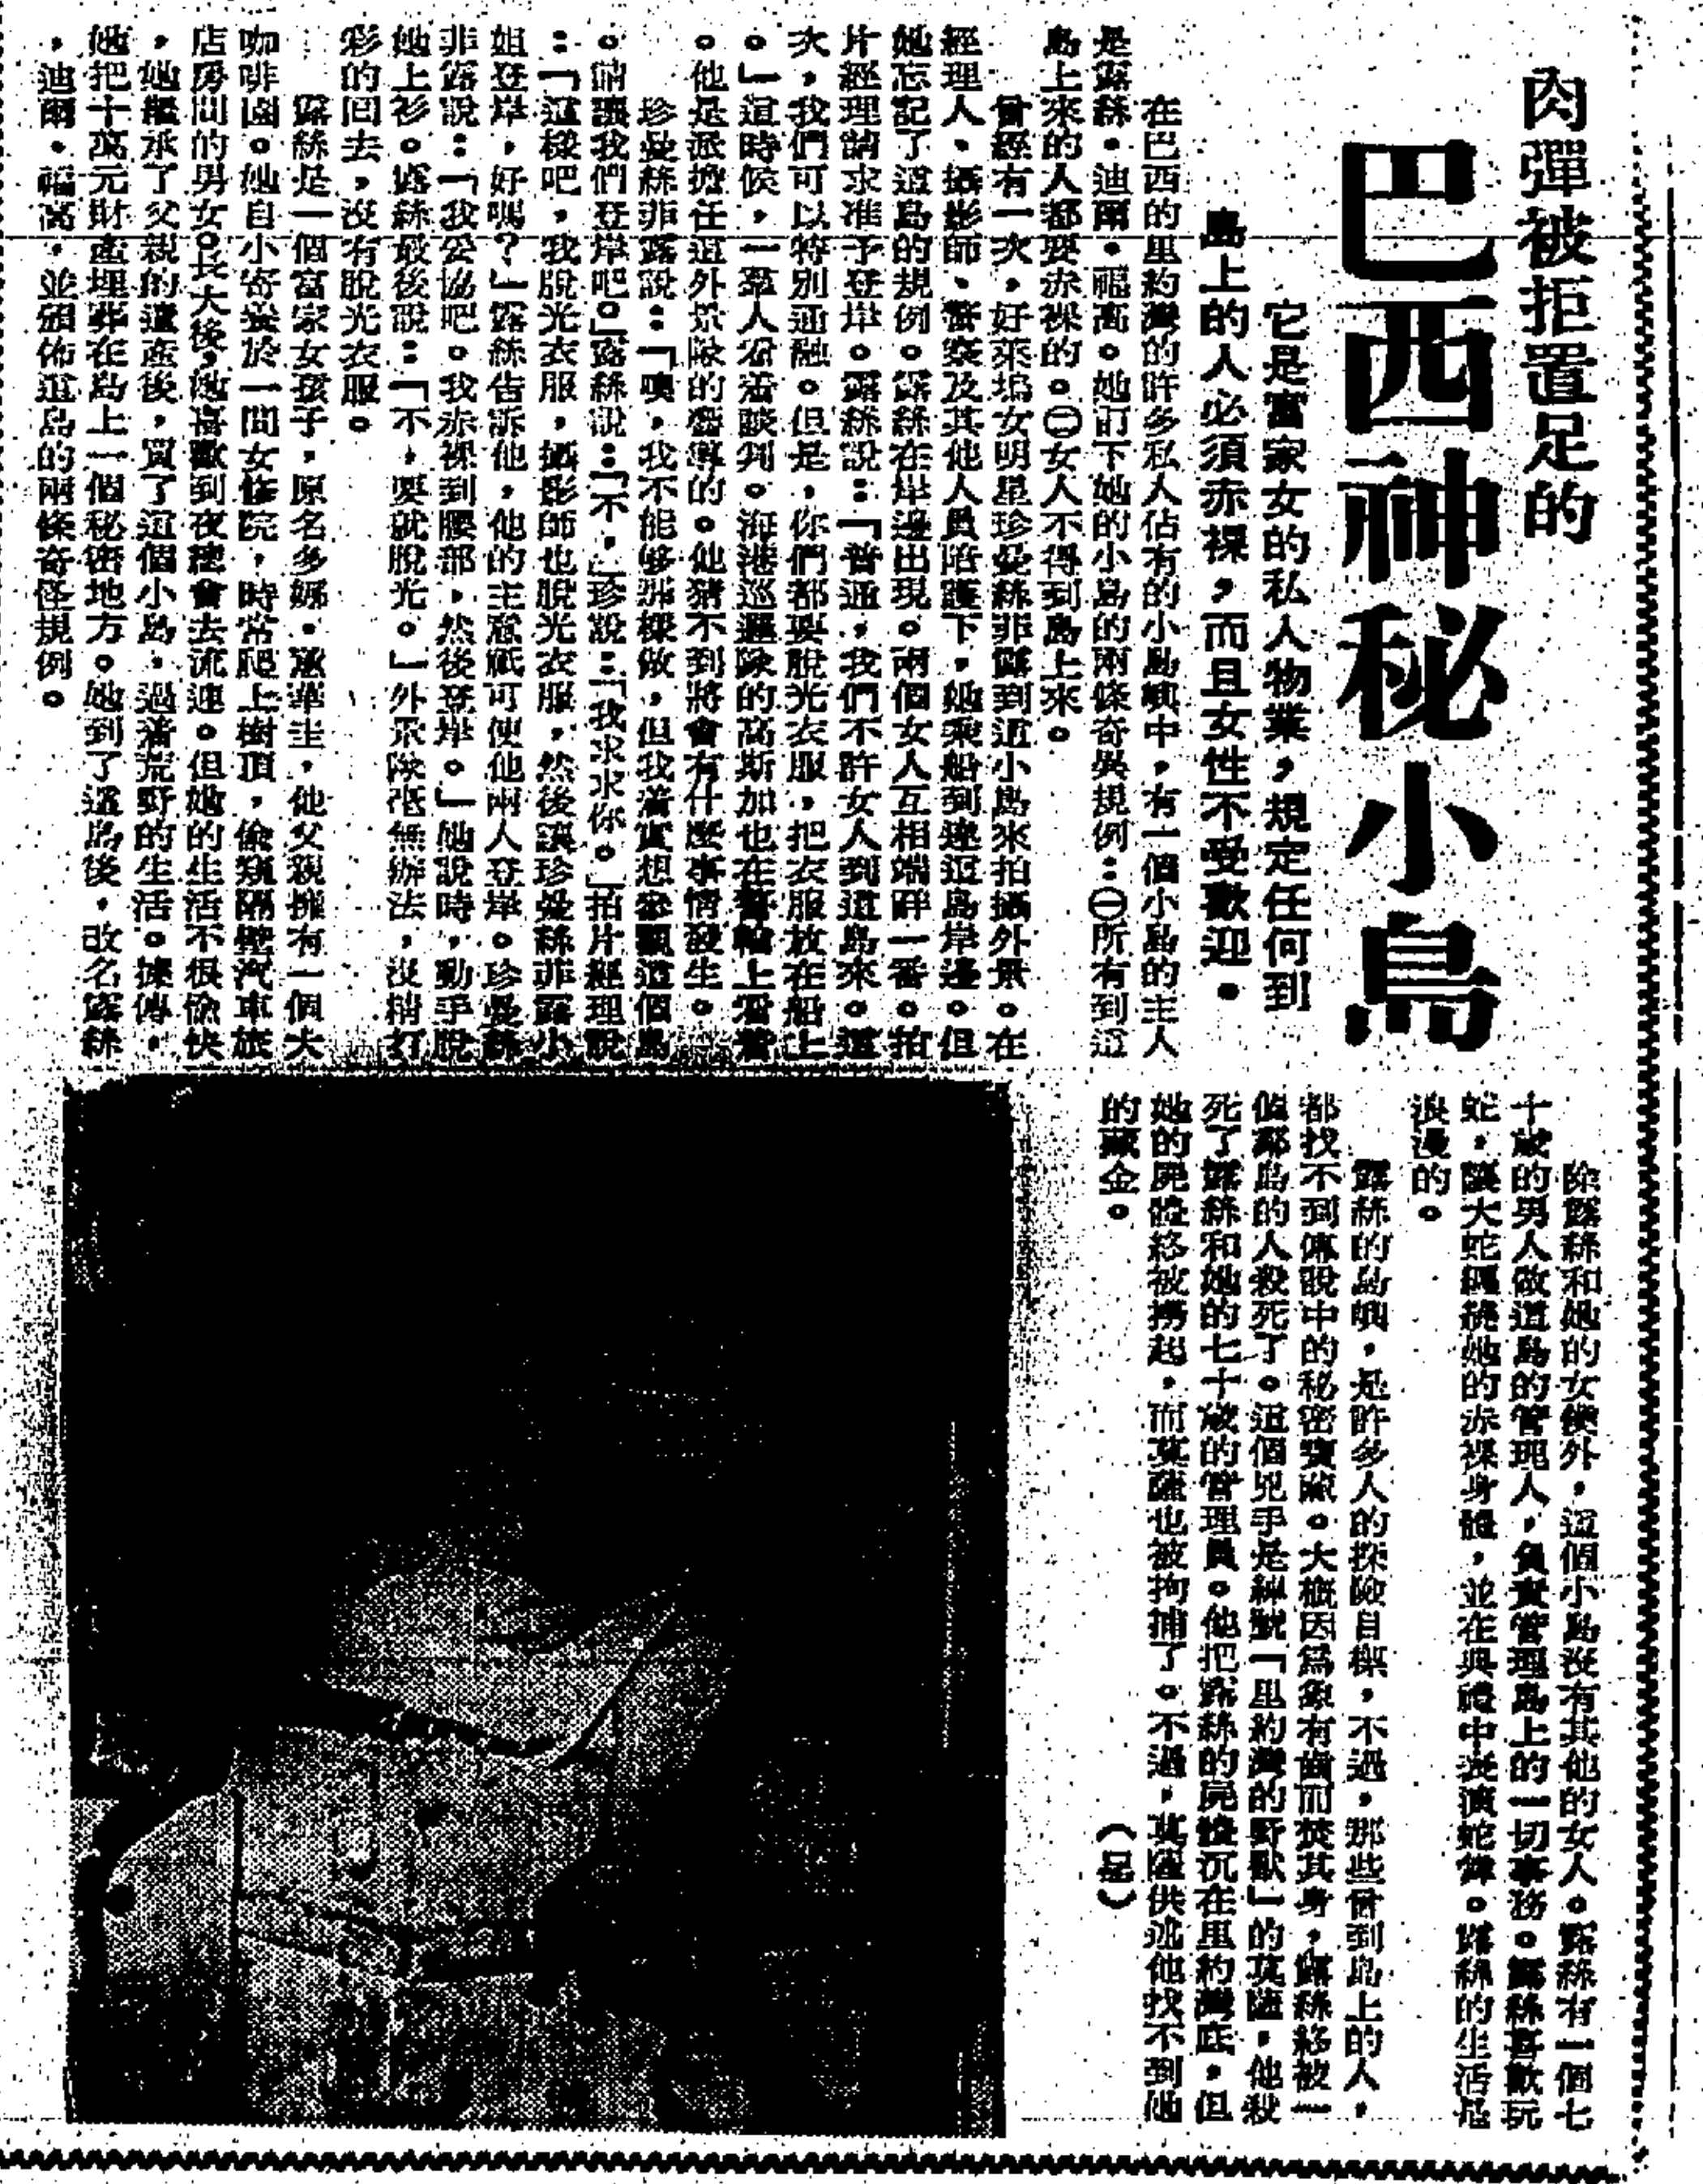 肉彈被拒置足的
巴西神秘小島
它是富家女的私人物業，規定任何到
島上的人必須赤裸，而且女性不受歡迎。
在巴西的里約灣的許多私人佔有的小島嶼中，有一個小島的主人
是露絲・迪爾・福高。她訂下她的小島的兩條奇異規例：㊀所有到這
島上來的人都要赤裸的。㊁女人不得到島上來。
曾經有一次，好萊塢女明星珍曼絲菲露到這小島來拍攝外景。在
經理人、攝影師、警察及其他人員陪護下，她乘船到達這島岸邊。但
她忘記了這島的規例。露絲在岸邊出現。兩個女人互相端詳一番。拍
片經理請求准予登岸。露絲說：「普通，我們不許女人到這島來。這
次，我們可以特別通融。但是，你們都要脫光衣服，把衣服放在船上
。」這時候，一羣人在岸談判。海港巡邏隊的高斯加也在警輪上看着
。他是派擔任這外景隊的嚮導的。他猜不到將會有什麼事情發生。
珍曼絲菲露說：「噢，我不能够那樣做，但我着實想參觀這個島
。請讓我們登岸吧。」露絲說：「不，」珍說：「我求求你。」拍片經理說
：「這樣吧，我脫光衣服，攝影師也脫光衣服，然後讓珍曼絲菲露小
姐登岸，好嗎？」露絲告訴他，他的主意祇可使他兩人登岸。珍曼絲
菲露說：「我妥協吧。我赤裸到腰部，然後登岸。」她說時，動手脫
她上衫。露絲最後說：「不，要就脫光。」外景隊毫無辦法，沒精打
彩的囘去，沒有脫光衣服。
露絲是一個富家女孩子，原名多娜・華圭，他父親擁有一個大
咖啡園。她自小寄養於一間女修院，時常爬上樹頂，偷窺隔壁汽車旅
店房間的男女。長大後，她喜歡到夜總會去流連。但她的生活不很愉快
，她繼承了父親的遺產後，買了這個小島，過着荒野的生活。據傳，
她把十萬元財產埋葬在島上一個秘密地方。她到了這島後，改名露絲
，迪爾・福高，並頒佈這島的兩條奇怪規例。
除露絲和她的女僕外，這個小島沒有其他的女人。露絲有一個七
十歲的男人做這島的管理人，負責管理島上的一切事務。露絲喜歡玩
蛇，讓大蛇纏繞她的赤裸身體，並在典禮中表演蛇舞。露絲的生活是
浪漫的。
露絲的島嶼，是許多人的探險目標，不過，那些曾到島上的人，
都找不到傳說中的秘密寶藏。大概因爲象有齒而焚其身，露絲終被一
個鄰島的人殺死了。這個兇手是綽號「里約灣的野獸」的莫薩，他殺
死了露絲和她的七十歲的管理員。他把露絲的屍體沉在里約灣底，但
她的屍體終被撈起，而莫薩也被拘捕了。不過，莫薩供述他找不到他
的藏金。
（星）